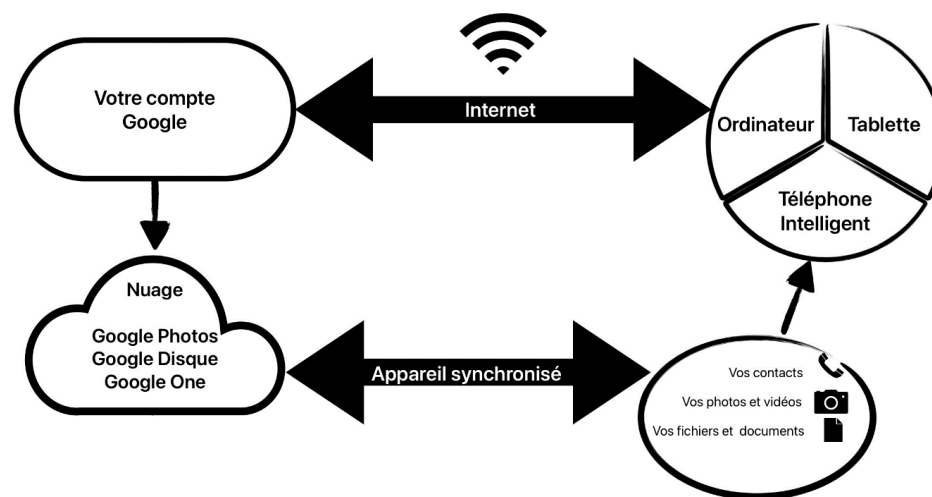 Votre compte
Google
Internet
Ordinateur
Tablette
Téléphone
Intelligent
Nuage
Google Photos
Google Disque
Google One
Appareil synchronisé
Vos contacts
Vos photos et vidéos
Vos fichiers et documents